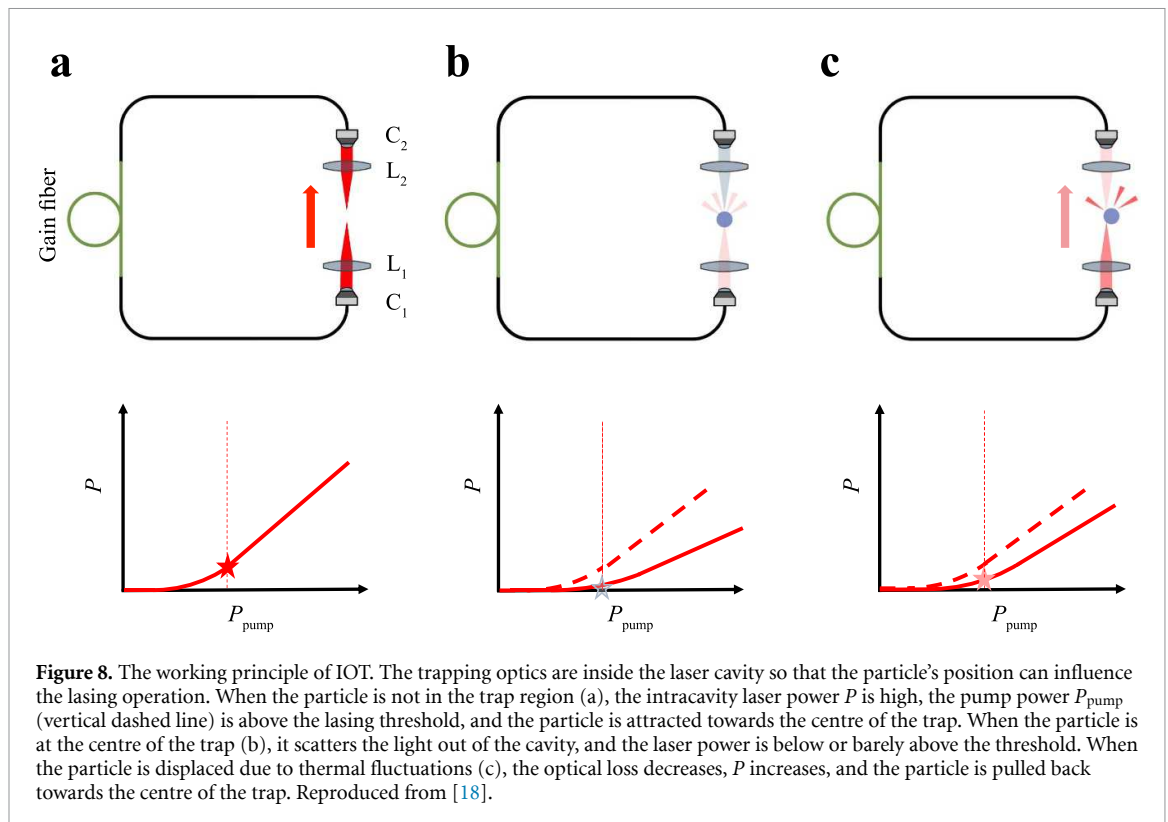 a
b
c
Gain fiber
C₂
L₂
L₁
C₁
P
P
P
Pₚᵤₘₚ
Pₚᵤₘₚ
Pₚᵤₘₚ
Figure 8. The working principle of IOT. The trapping optics are inside the laser cavity so that the particle's position can influence
the lasing operation. When the particle is not in the trap region (a), the intracavity laser power P is high, the pump power Pₚᵤₘₚ
(vertical dashed line) is above the lasing threshold, and the particle is attracted towards the centre of the trap. When the particle is
at the centre of the trap (b), it scatters the light out of the cavity, and the laser power is below or barely above the threshold. When
the particle is displaced due to thermal fluctuations (c), the optical loss decreases, P increases, and the particle is pulled back
towards the centre of the trap. Reproduced from [18].